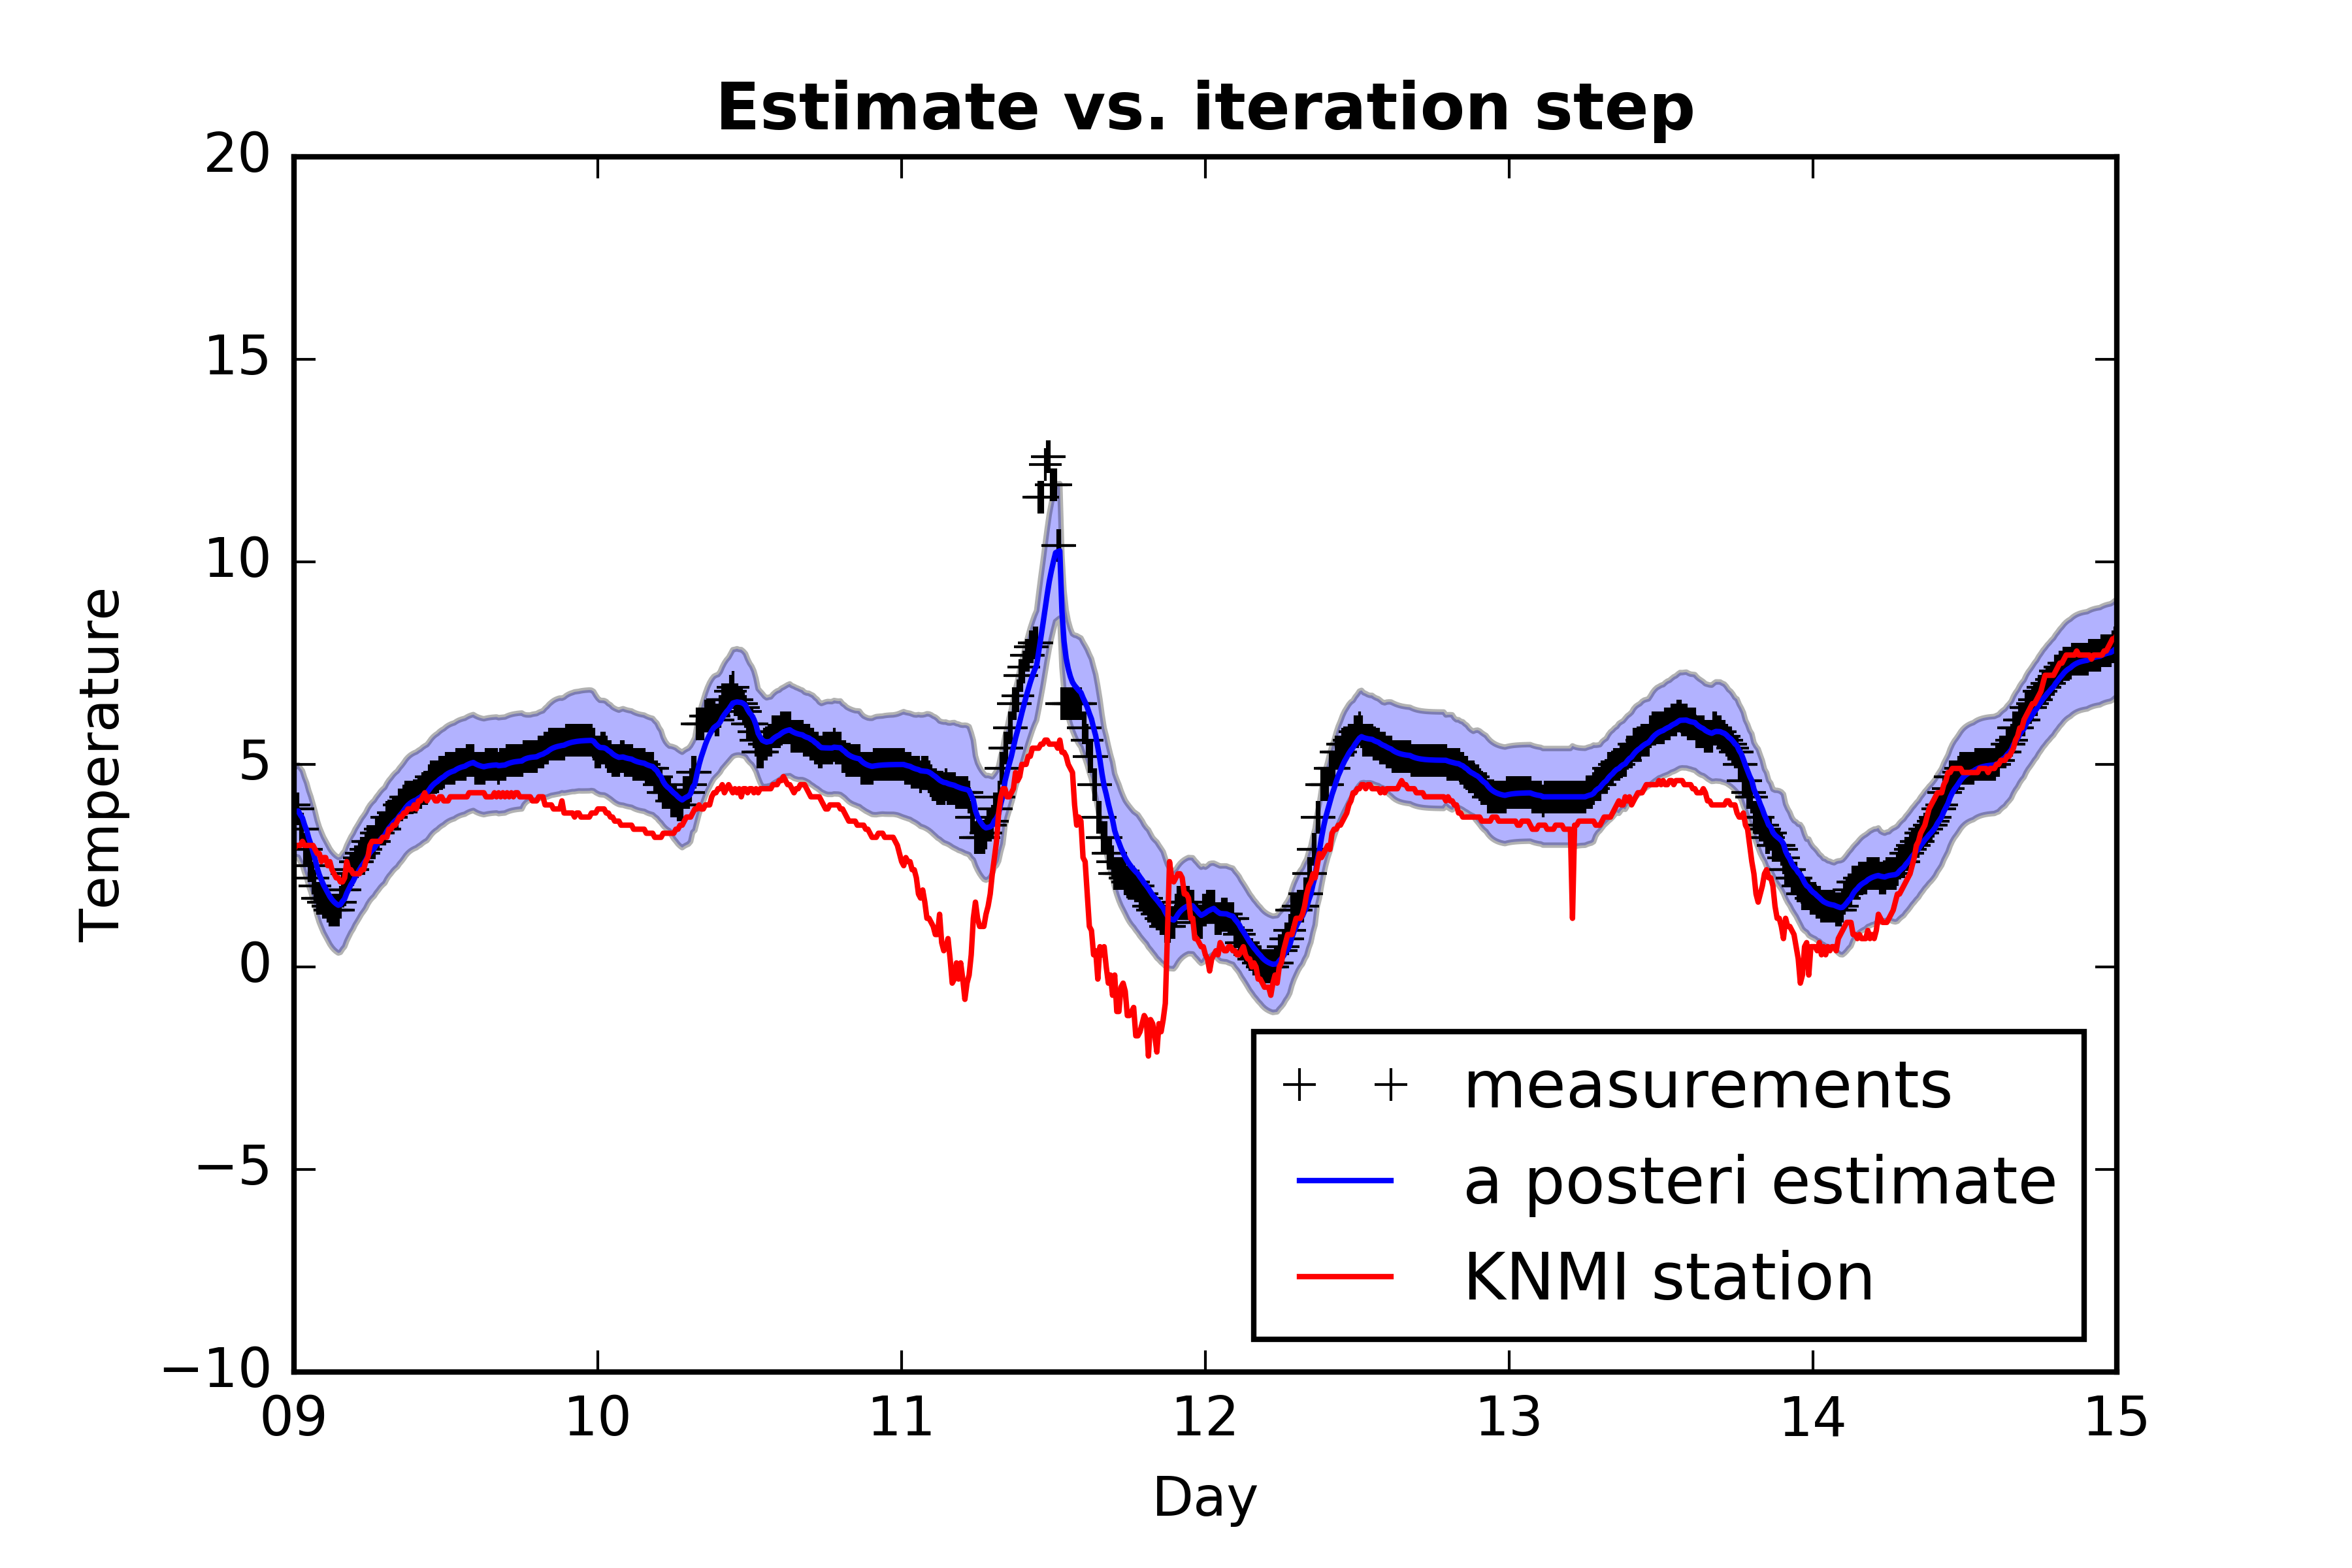 Estimate vs. iteration step
20
15
10
5
0
−5
−10
Temperature
measurements
a posteri estimate
KNMI station
09 10 11 12 13 14 15
Day